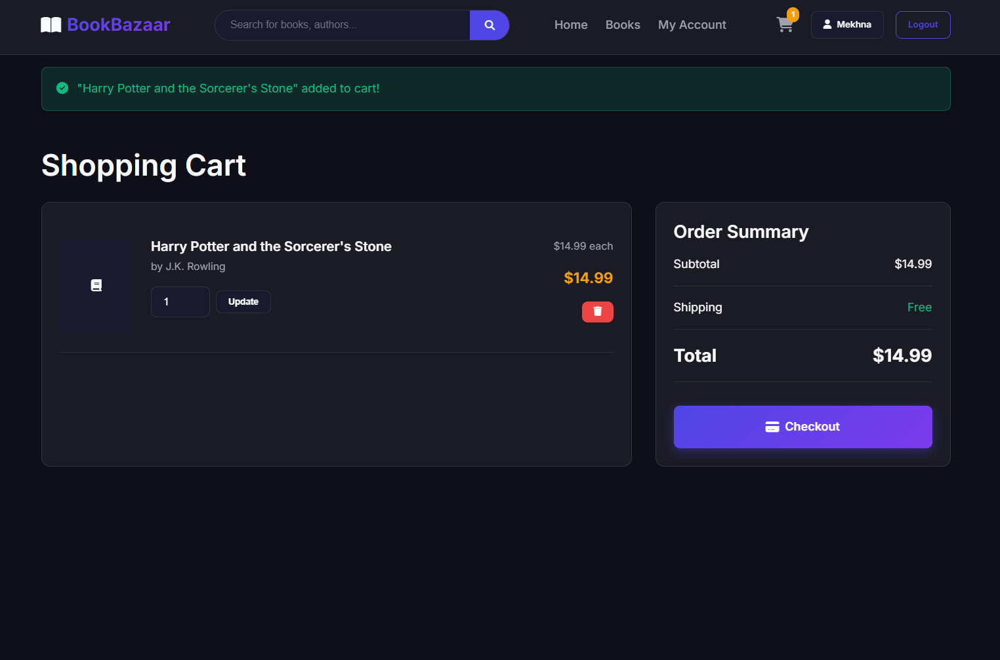 BookBazaar
Search for books, authors...
Home
Books
My Account
1
Mekhna
Logout
"Harry Potter and the Sorcerer's Stone" added to cart!
Shopping Cart
Harry Potter and the Sorcerer's Stone
by J.K. Rowling
1
Update
$14.99 each
$14.99
Order Summary
Subtotal $14.99
Shipping Free
Total $14.99
Checkout